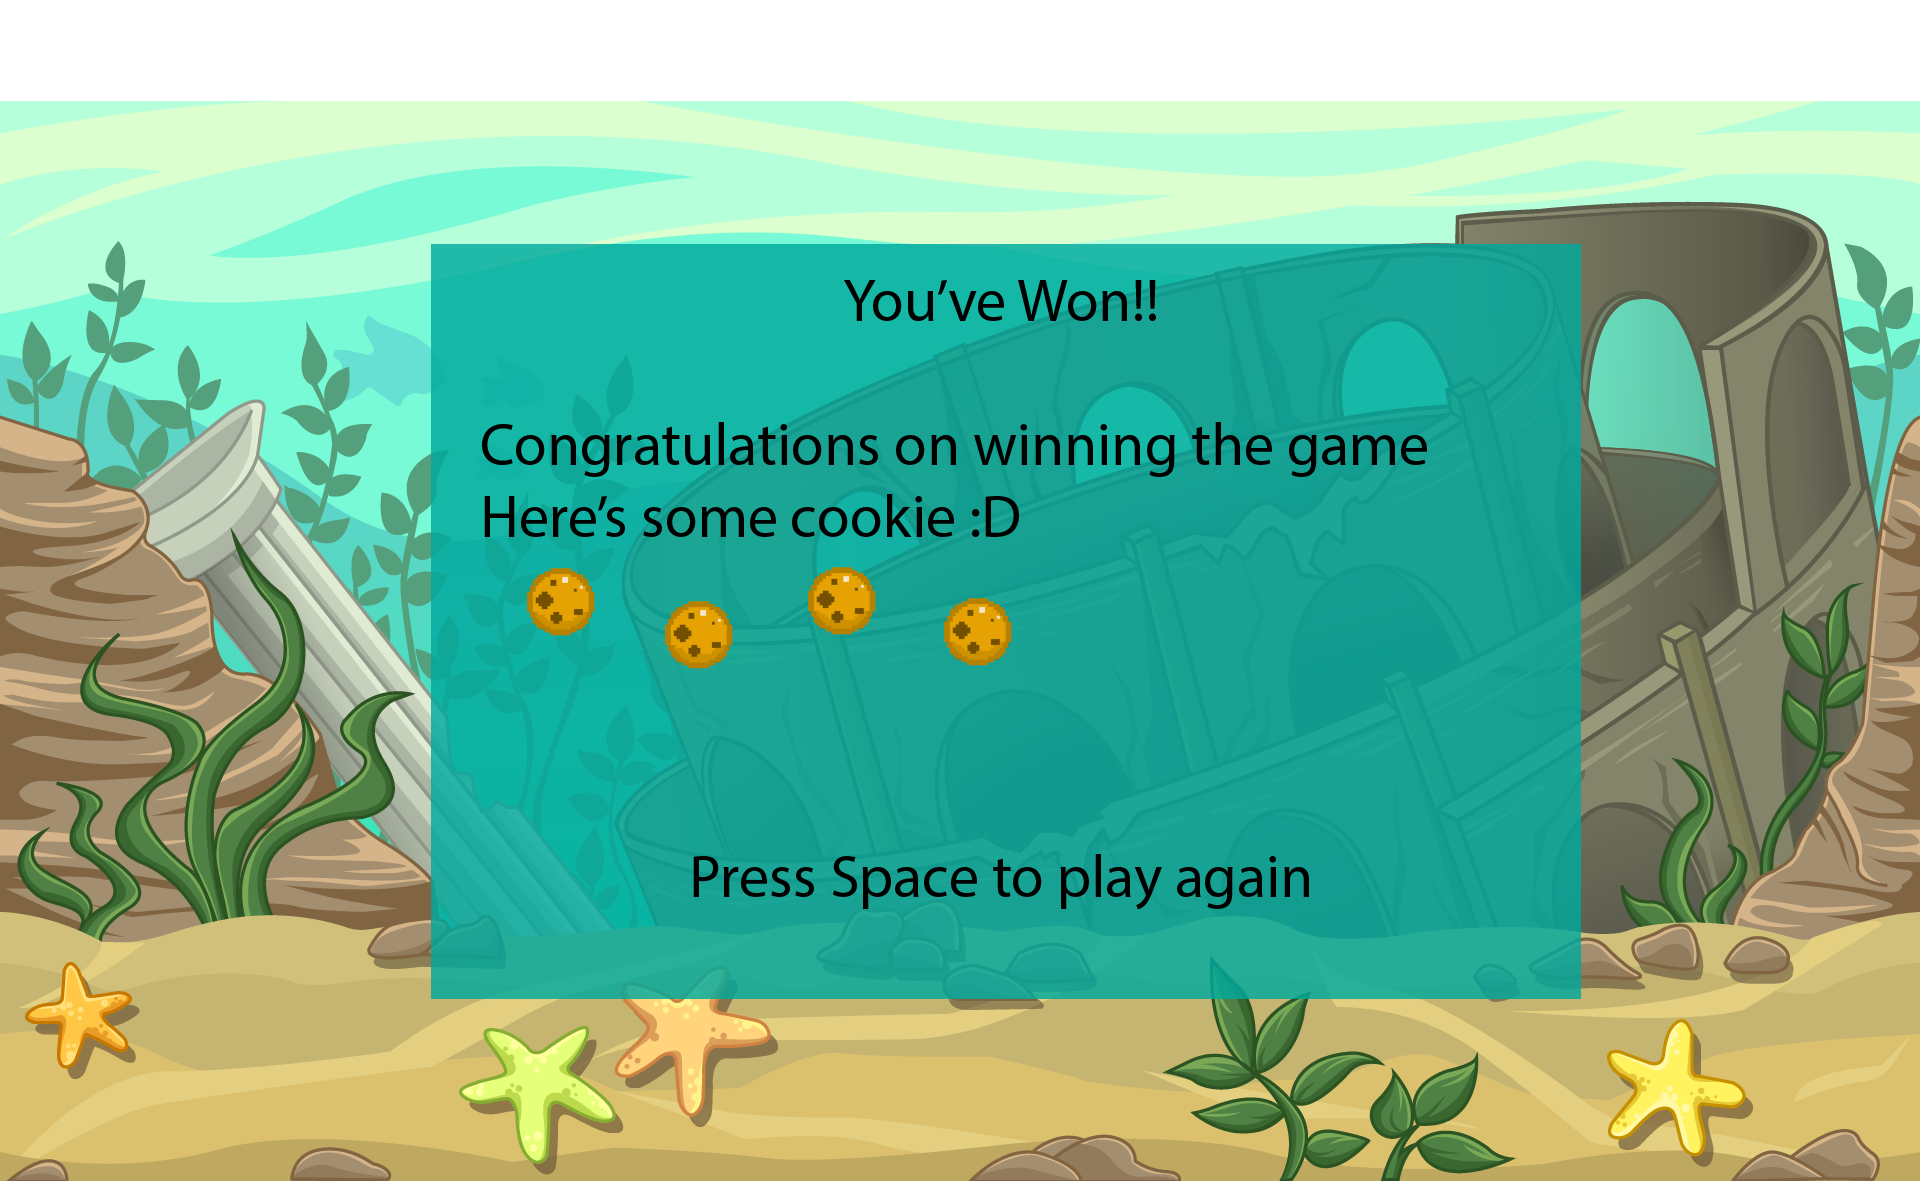 You’ve Won!!
Congratulations on winning the game
Here’s some cookie :D
Press Space to play again